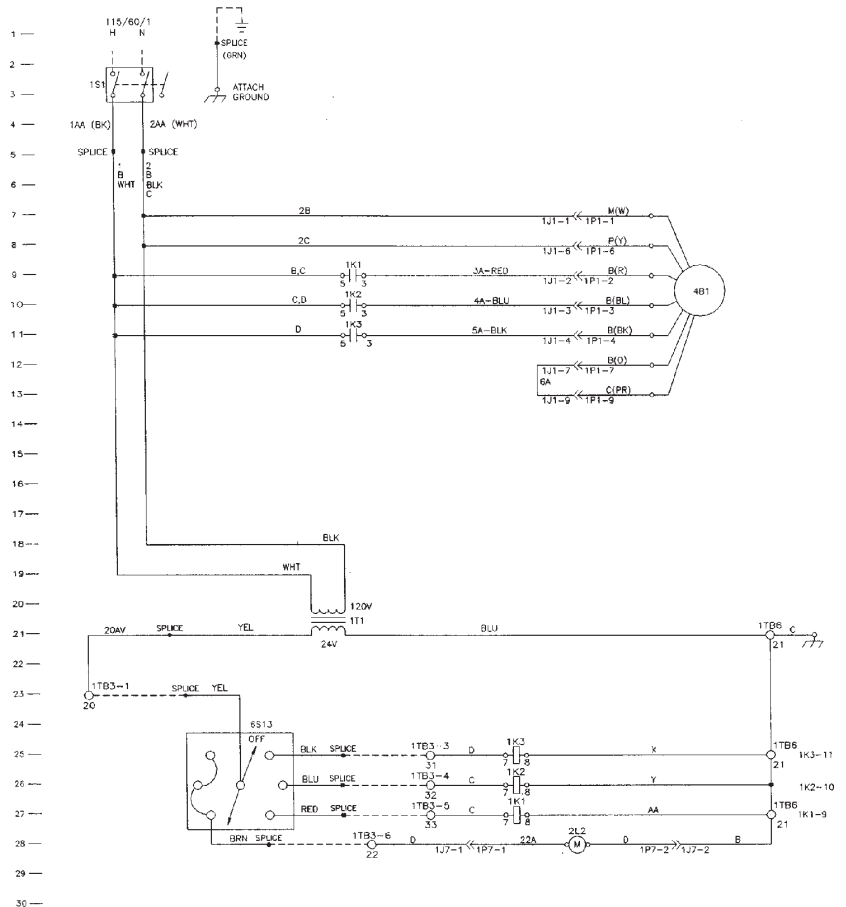 115/60/1
1 — H N
SPLICE
(GRN)
2 —
1S1
ATTACH
GROUND
3 —
4 — 1AA (BK) 2AA (WHT)
5 — SPLICE SPLICE
1
B
WHT
2
B
BLK
C
6 —
7 — 2B M(W)
1J1-1 1P1-1
8 — 2C P(Y)
1J1-6 1P1-6
9 — B,C 1K1 3A-RED B(R)
5 3 1J1-2 1P1-2
4B1
10 — C,D 1K2 4A-BLU B(BL)
5 3 1J1-3 1P1-3
11 — D 1K3 5A-BLK B(BK)
5 3 1J1-4 1P1-4
12 — B(O)
1J1-7 1P1-7
6A
13 — C(PR)
1J1-9 1P1-9
14 —
15 —
16 —
17 —
18 — BLK
19 — WHT
20 — 120V
1T1
21 — 20AV SPLICE YEL BLU 1TB6 C
24V 21
22 —
23 — 1TB3-1 SPLICE YEL
20
24 — 6S13
OFF
25 — BLK SPLICE 1TB3-3 D 1K3 X 1TB6 1K3-11
31 7 8 21
26 — BLU SPLICE 1TB3-4 C 1K2 Y 1K2-10
32 7 8
27 — RED SPLICE 1TB3-5 C 1K1 AA 1TB6 1K1-9
33 7 8 21
28 — BRN SPLICE 1TB3-6 D 22A 2L2 M D B
22 1J7-1 1P7-1 1P7-2 1J7-2
29 —
30 —